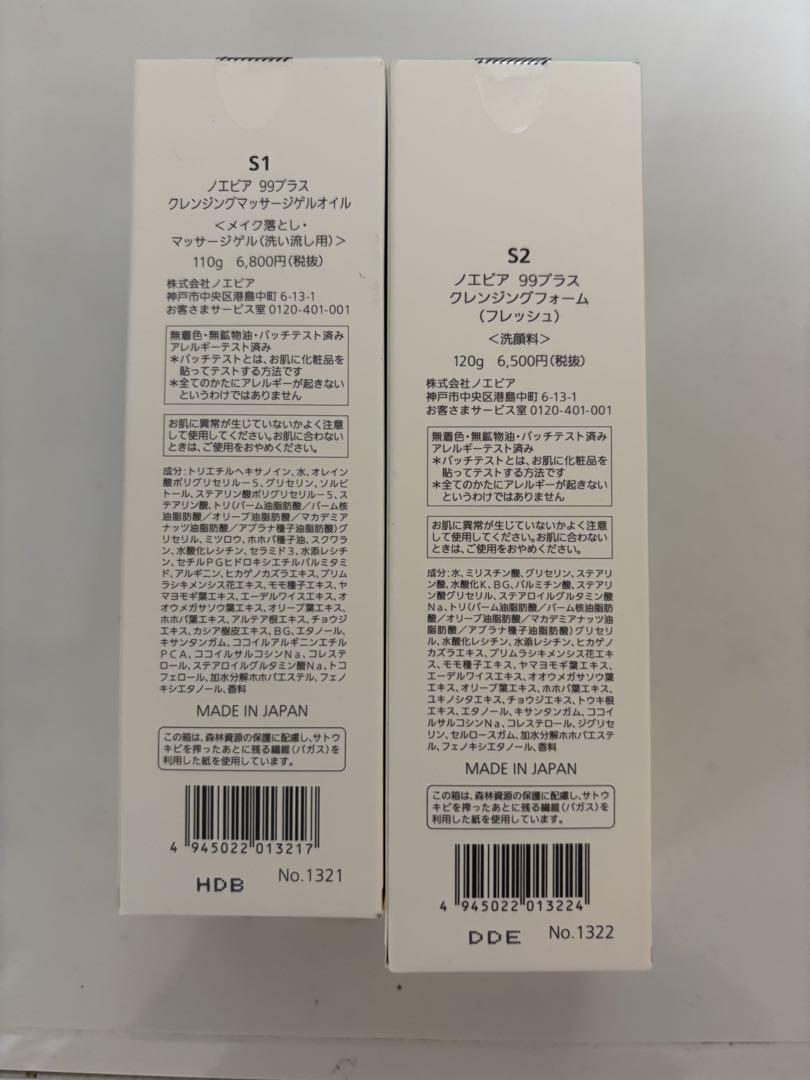 S1
ノエビア 99プラス
クレンジングマッサージゲルオイル
＜メイク落とし・
マッサージゲル（洗い流し用）＞
110g 6,800円（税抜）
株式会社ノエビア
神戸市中央区港島中町 6-13-1
お客さまサービス室 0120-401-001
無着色・無鉱物油・パッチテスト済み
アレルギーテスト済み
＊パッチテストとは、お肌に化粧品を
貼ってテストする方法です
＊全てのかたにアレルギーが起きない
というわけではありません
お肌に異常が生じていないかよく注意
して使用してください。お肌に合わない
ときは、ご使用をおやめください。
成分：トリエチルヘキサノイン、水、オレイン
酸ポリグリセリル－5、グリセリン、ソルビ
トール、ステアリン酸ポリグリセリル－5、ス
テアリン酸、トリ（パーム油脂肪酸／パーム核
油脂肪酸／オリーブ油脂肪酸／マカデミア
ナッツ油脂肪酸／アブラナ種子油脂肪酸）グ
リセリル、ミツロウ、ホホバ種子油、スクワラ
ン、水酸化レシチン、セラミド3、水添レシチ
ン、セチルPGヒドロキシエチルパルミタミ
ド、アルギニン、ヒカゲノカズラエキス、プリム
ラシキメンシス花エキス、モモ種子エキス、ヤ
マヨモギ葉エキス、エーデルワイスエキス、オ
オウメガサソウ葉エキス、オリーブ葉エキス、
ホホバ葉エキス、アルテア根エキス、チョウジ
エキス、カシア樹皮エキス、BG、エタノール、
キサンタンガム、ココイルアルギニンエチル
PCA、ココイルサルコシンNa、コレステ
ロール、ステアロイルグルタミン酸Na、トコ
フェロール、加水分解ホホバエステル、フェノ
キシエタノール、香料
MADE IN JAPAN
この箱は、森林資源の保護に配慮し、サトウ
キビを搾ったあとに残る繊維（バガス）を
利用した紙を使用しています。
4 945022 013217
HDB No.1321
S2
ノエビア 99プラス
クレンジングフォーム
（フレッシュ）
＜洗顔料＞
120g 6,500円（税抜）
株式会社ノエビア
神戸市中央区港島中町 6-13-1
お客さまサービス室 0120-401-001
無着色・無鉱物油・パッチテスト済み
アレルギーテスト済み
＊パッチテストとは、お肌に化粧品を
貼ってテストする方法です
＊全てのかたにアレルギーが起きない
というわけではありません
お肌に異常が生じていないかよく注意
して使用してください。お肌に合わない
ときは、ご使用をおやめください。
成分：水、ミリスチン酸、グリセリン、ステアリ
ン酸、水酸化K、BG、パルミチン酸、ステアリ
ン酸グリセリル、ステアロイルグルタミン酸
Na、トリ（パーム油脂肪酸／パーム核油脂
肪酸／オリーブ油脂肪酸／マカデミアナッツ油
脂肪酸／アブラナ種子油脂肪酸）グリセリ
ル、水酸化レシチン、水添レシチン、ヒカゲノ
カズラエキス、プリムラシキメンシス花エキ
ス、モモ種子エキス、ヤマヨモギ葉エキス、
エーデルワイスエキス、オオウメガサソウ葉
エキス、オリーブ葉エキス、ホホバ葉エキス、
ユキノシタエキス、チョウジエキス、トウキ根
エキス、エタノール、キサンタンガム、ココイ
ルサルコシンNa、コレステロール、ジグリセ
リン、セルロースガム、加水分解ホホバエステ
ル、フェノキシエタノール、香料
MADE IN JAPAN
この箱は、森林資源の保護に配慮し、サトウ
キビを搾ったあとに残る繊維（バガス）を
利用した紙を使用しています。
4 945022 013224
DDE No.1322